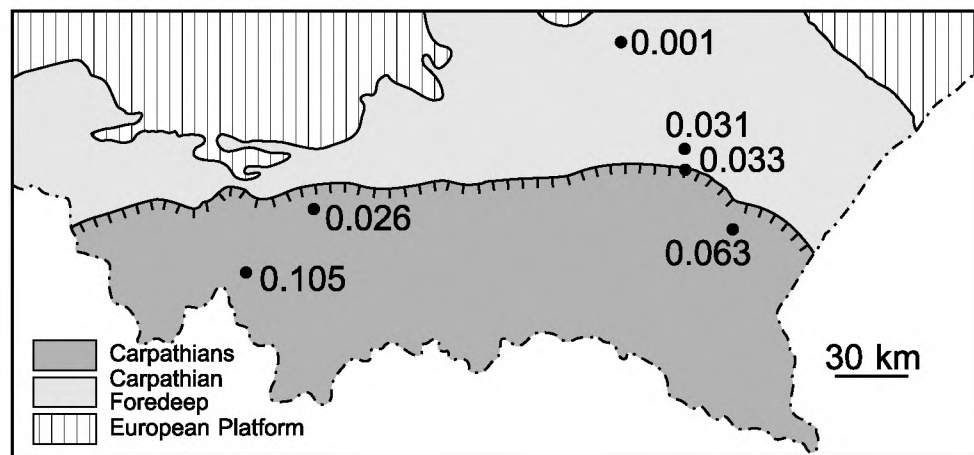 0.001
0.031
0.033
0.026
0.063
0.105
30 km
Carpathians
Carpathian
Foredeep
European Platform